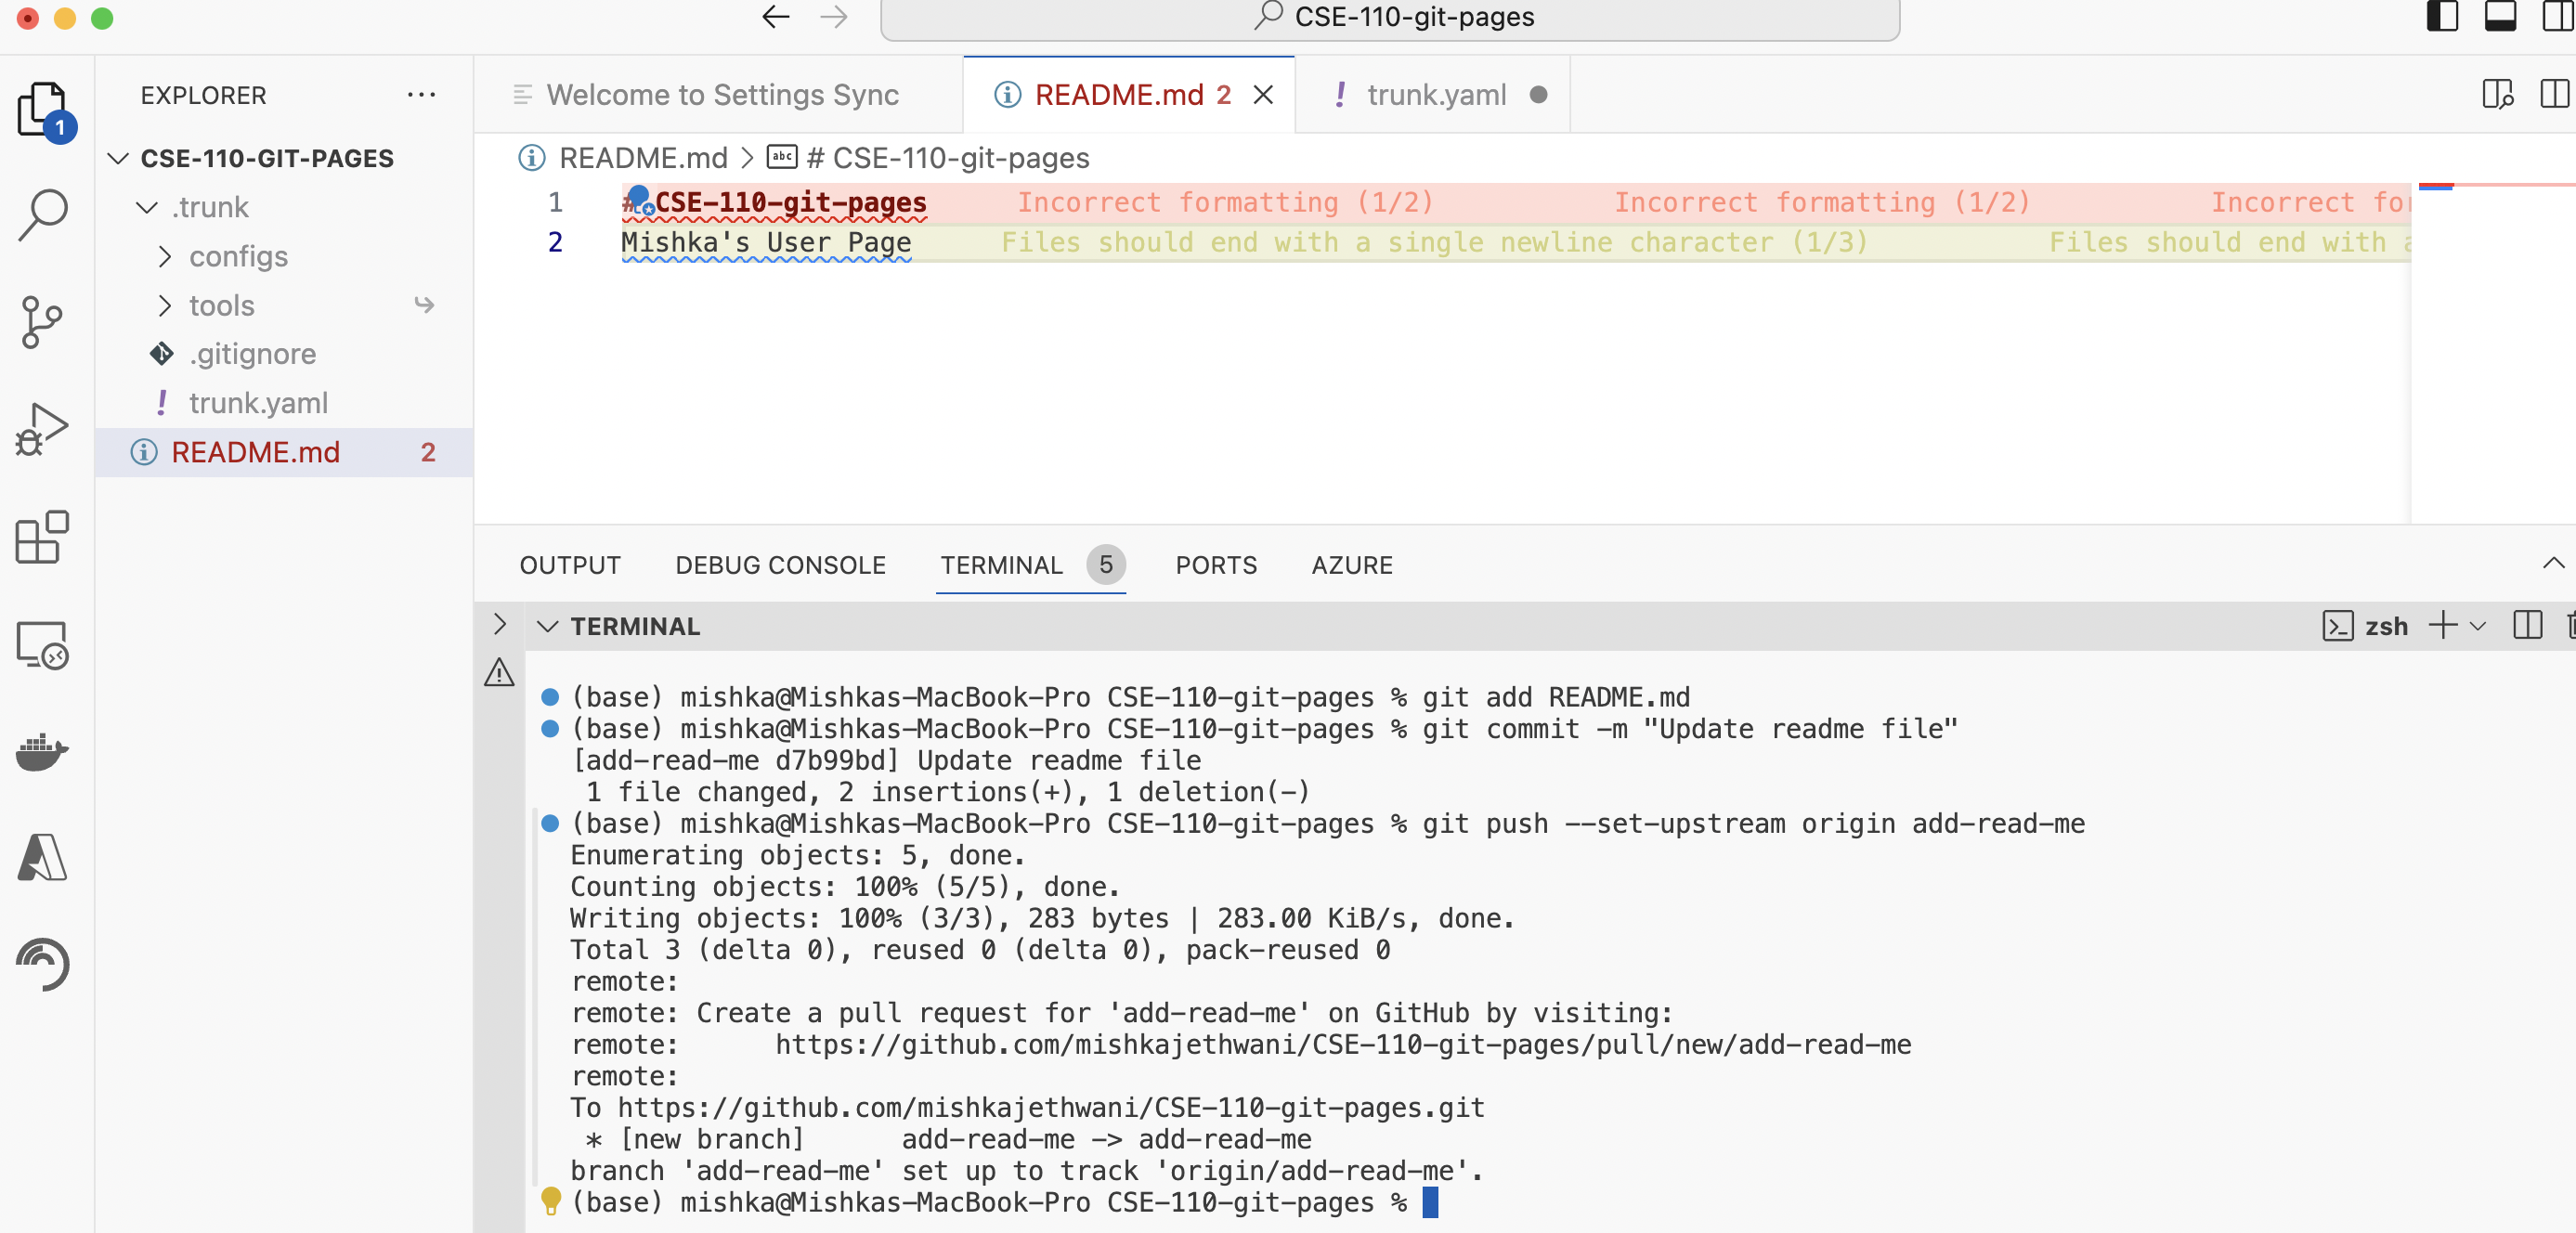 CSE-110-git-pages
1
EXPLORER
CSE-110-GIT-PAGES
.trunk
configs
tools
.gitignore
trunk.yaml
README.md 2
Welcome to Settings Sync
README.md 2
! trunk.yaml
README.md > abc # CSE-110-git-pages
1 # CSE-110-git-pages Incorrect formatting (1/2) Incorrect formatting (1/2) Incorrect for
2 Mishka's User Page Files should end with a single newline character (1/3) Files should end with a
OUTPUT DEBUG CONSOLE TERMINAL 5 PORTS AZURE
TERMINAL
zsh
(base) mishka@Mishkas-MacBook-Pro CSE-110-git-pages % git add README.md
(base) mishka@Mishkas-MacBook-Pro CSE-110-git-pages % git commit -m "Update readme file"
[add-read-me d7b99bd] Update readme file
1 file changed, 2 insertions(+), 1 deletion(-)
(base) mishka@Mishkas-MacBook-Pro CSE-110-git-pages % git push --set-upstream origin add-read-me
Enumerating objects: 5, done.
Counting objects: 100% (5/5), done.
Writing objects: 100% (3/3), 283 bytes | 283.00 KiB/s, done.
Total 3 (delta 0), reused 0 (delta 0), pack-reused 0
remote:
remote: Create a pull request for 'add-read-me' on GitHub by visiting:
remote:      https://github.com/mishkajethwani/CSE-110-git-pages/pull/new/add-read-me
remote:
To https://github.com/mishkajethwani/CSE-110-git-pages.git
* [new branch]      add-read-me -> add-read-me
branch 'add-read-me' set up to track 'origin/add-read-me'.
(base) mishka@Mishkas-MacBook-Pro CSE-110-git-pages %